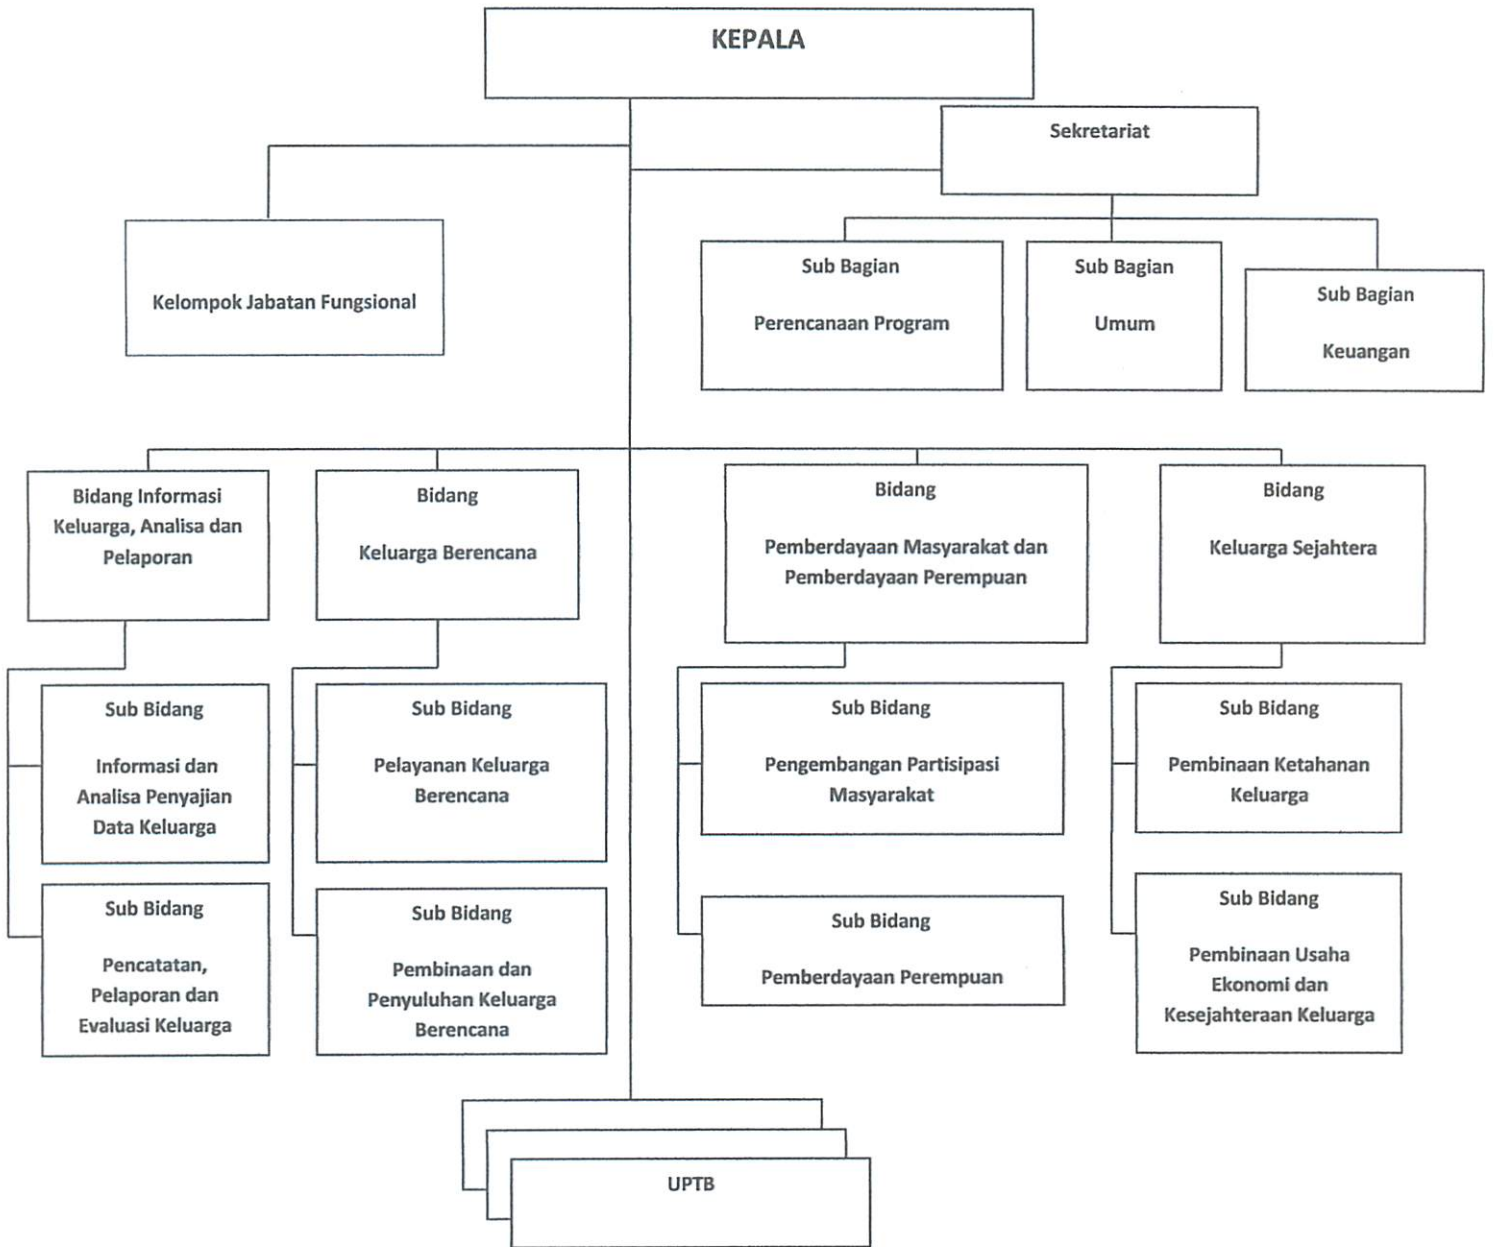 KEPALA
Sekretariat
Kelompok Jabatan Fungsional
Sub Bagian
Perencanaan Program
Sub Bagian
Umum
Sub Bagian
Keuangan
Bidang Informasi
Keluarga, Analisa dan
Pelaporan
Bidang
Keluarga Berencana
Bidang
Pemberdayaan Masyarakat dan
Pemberdayaan Perempuan
Bidang
Keluarga Sejahtera
Sub Bidang
Informasi dan
Analisa Penyajian
Data Keluarga
Sub Bidang
Pelayanan Keluarga
Berencana
Sub Bidang
Pengembangan Partisipasi
Masyarakat
Sub Bidang
Pembinaan Ketahanan
Keluarga
Sub Bidang
Pencatatan,
Pelaporan dan
Evaluasi Keluarga
Sub Bidang
Pembinaan dan
Penyuluhan Keluarga
Berencana
Sub Bidang
Pemberdayaan Perempuan
Sub Bidang
Pembinaan Usaha
Ekonomi dan
Kesejahteraan Keluarga
UPTB